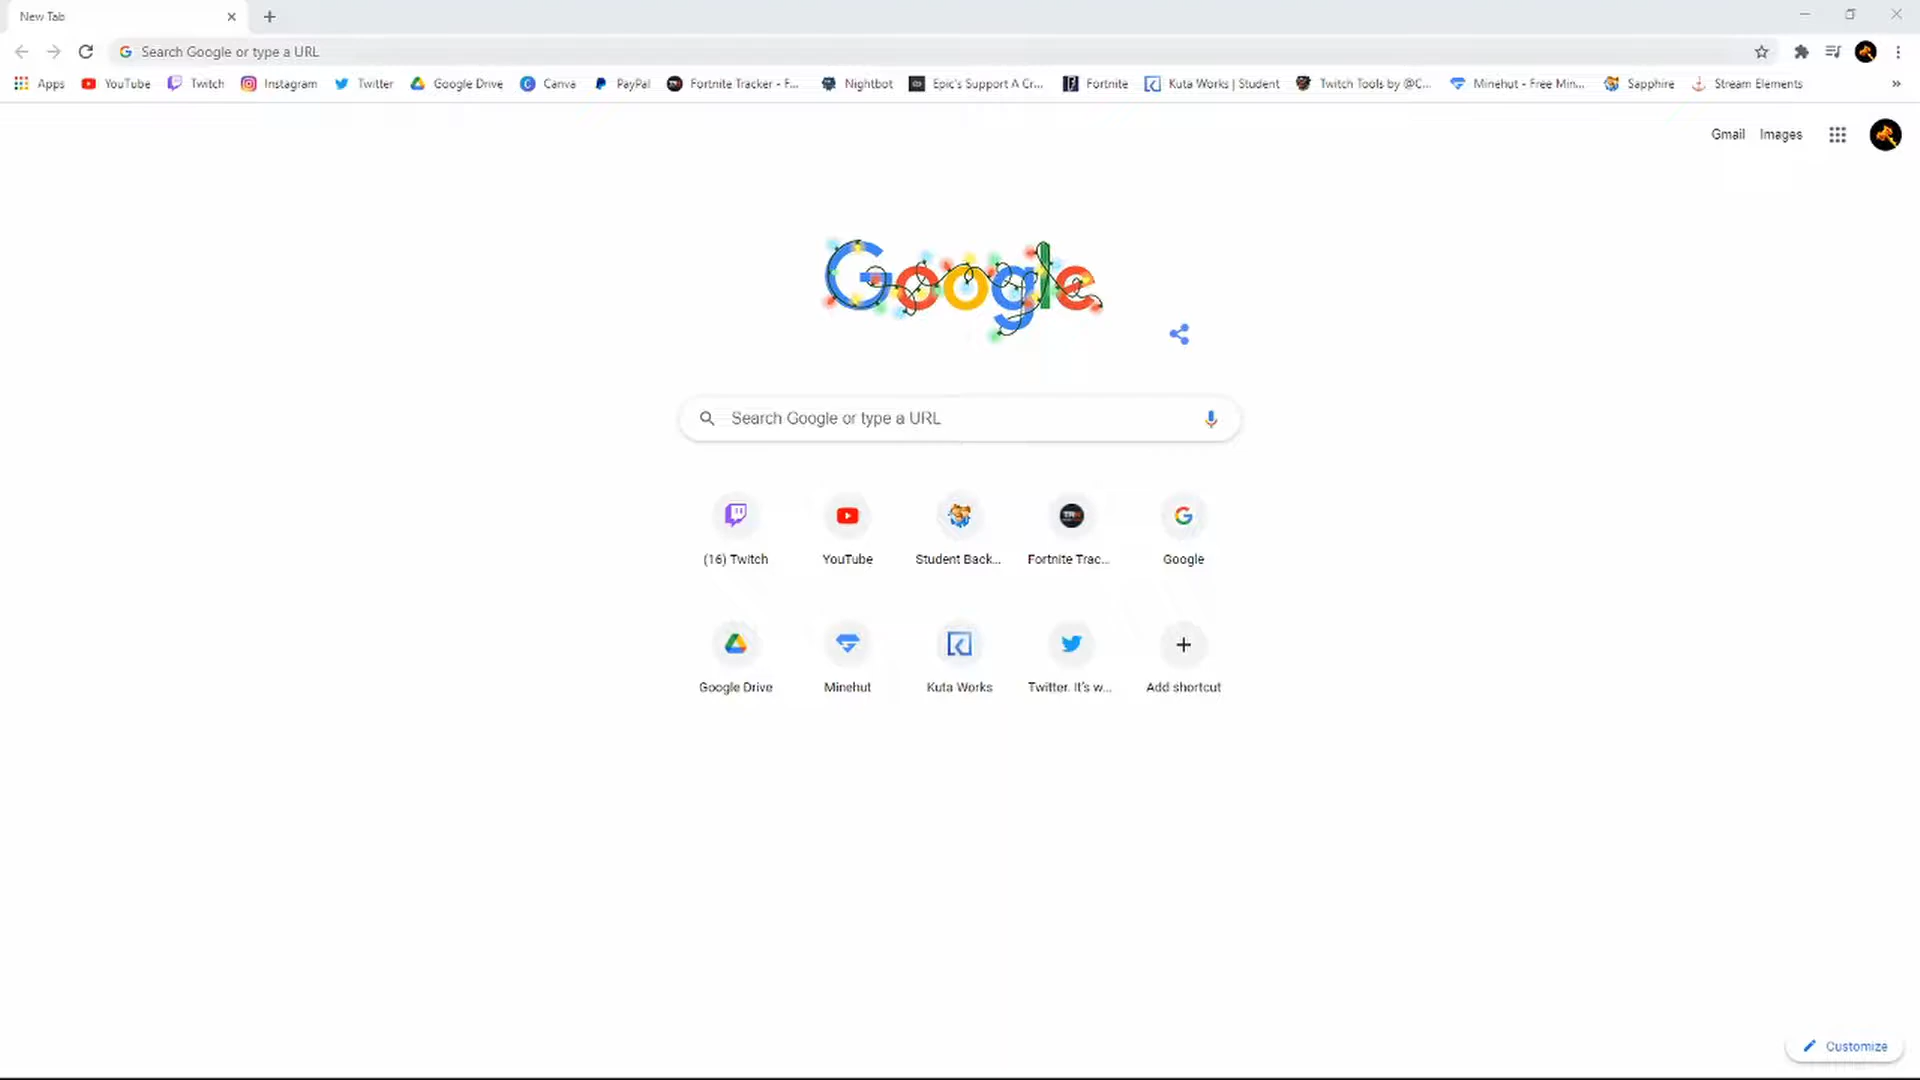 New Tab
Search Google or type a URL
Apps YouTube Twitch Instagram Twitter Google Drive Canva PayPal Fortnite Tracker - F... Nightbot Epic's Support A Cr... Fortnite Kuta Works | Student Twitch Tools by @C... Minehut - Free Min... Sapphire Stream Elements »
Gmail Images
Google
Search Google or type a URL
(16) Twitch YouTube Student Back... Fortnite Trac... Google
Google Drive Minehut Kuta Works Twitter. It's w... Add shortcut
Customize